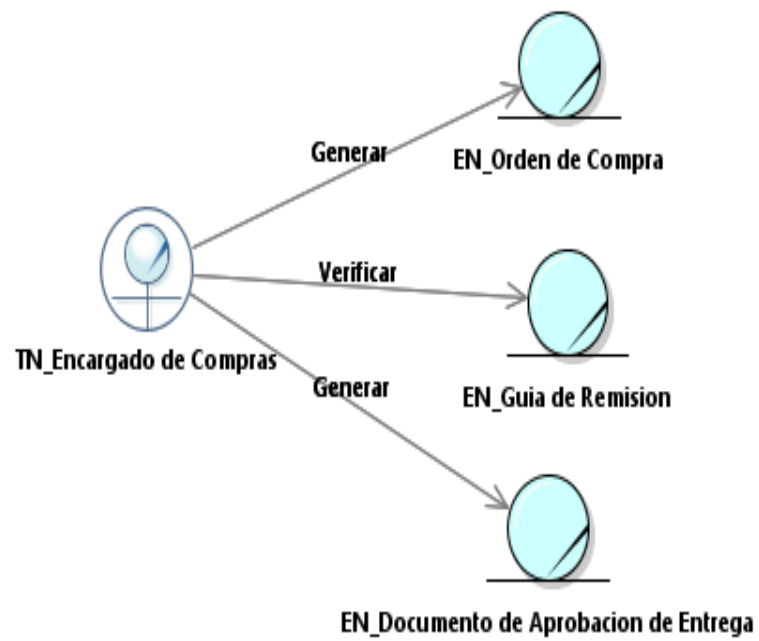 Generar
EN_Orden de Compra
Verificar
TN_Encargado de Compras
Generar
EN_Guia de Remision
EN_Documento de Aprobacion de Entrega